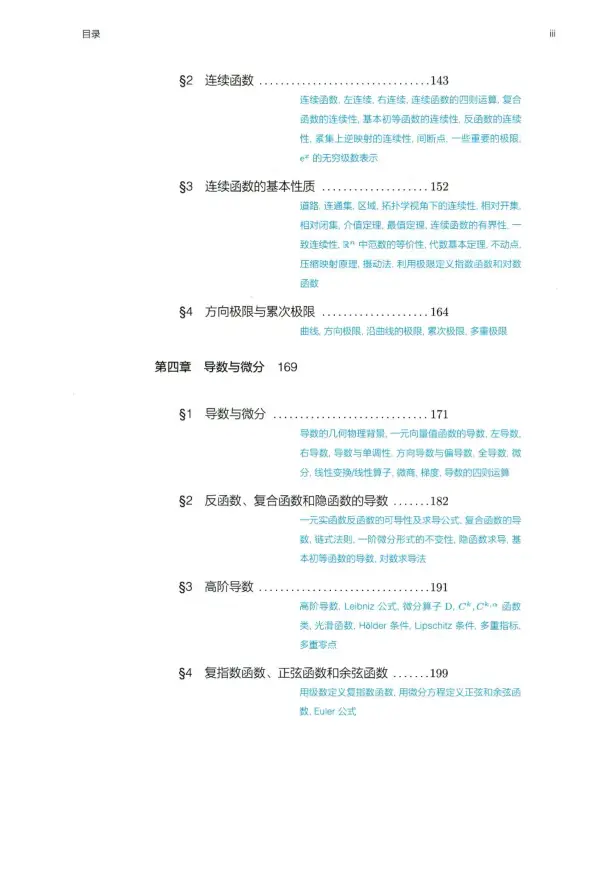 目录 iii
§2 连续函数 ................................143
连续函数, 左连续, 右连续, 连续函数的四则运算, 复合
函数的连续性, 基本初等函数的连续性, 反函数的连续
性, 紧集上逆映射的连续性, 间断点, 一些重要的极限,
eˣ 的无穷级数表示
§3 连续函数的基本性质 ....................152
道路, 连通集, 区域, 拓扑学视角下的连续性, 相对开集,
相对闭集, 介值定理, 最值定理, 连续函数的有界性, 一
致连续性, ℝⁿ 中范数的等价性, 代数基本定理, 不动点,
压缩映射原理, 摄动法, 利用极限定义指数函数和对数
函数
§4 方向极限与累次极限 ....................164
曲线, 方向极限, 沿曲线的极限, 累次极限, 多重极限
第四章 导数与微分 169
§1 导数与微分 .............................171
导数的几何物理背景, 一元向量值函数的导数, 左导数,
右导数, 导数与单调性, 方向导数与偏导数, 全导数, 微
分, 线性变换/线性算子, 微商, 梯度, 导数的四则运算
§2 反函数、复合函数和隐函数的导数 .......182
一元实函数反函数的可导性及求导公式, 复合函数的导
数, 链式法则, 一阶微分形式的不变性, 隐函数求导, 基
本初等函数的导数, 对数求导法
§3 高阶导数 ................................191
高阶导数, Leibniz 公式, 微分算子 D, Cᵏ, Cᵏ,ᵅ 函数
类, 光滑函数, Hölder 条件, Lipschitz 条件, 多重指标,
多重零点
§4 复指数函数、正弦函数和余弦函数 .......199
用级数定义复指数函数, 用微分方程定义正弦和余弦函
数, Euler 公式